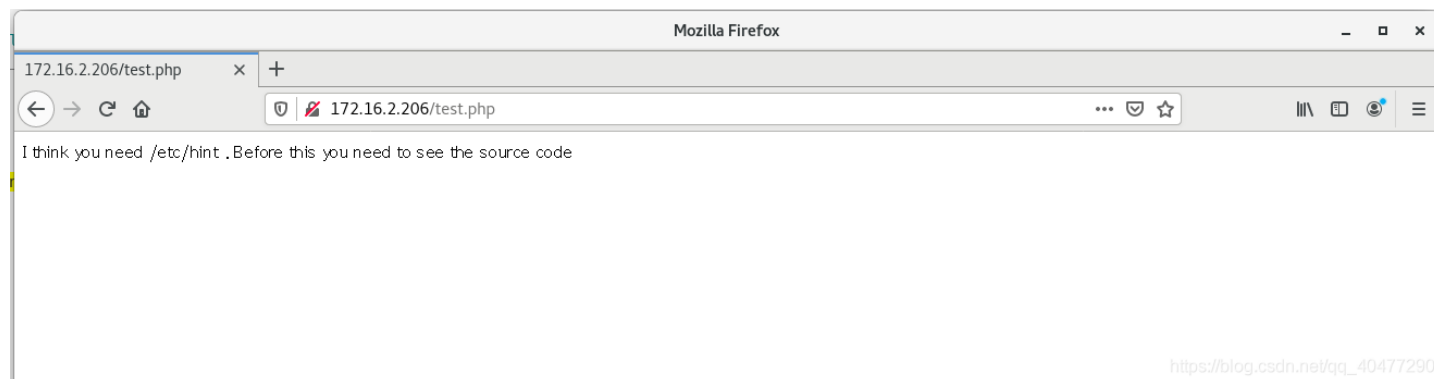 Mozilla Firefox
172.16.2.206/test.php
172.16.2.206/test.php
I think you need /etc/hint . Before this you need to see the source code
https://blog.csdn.net/qq_40477290